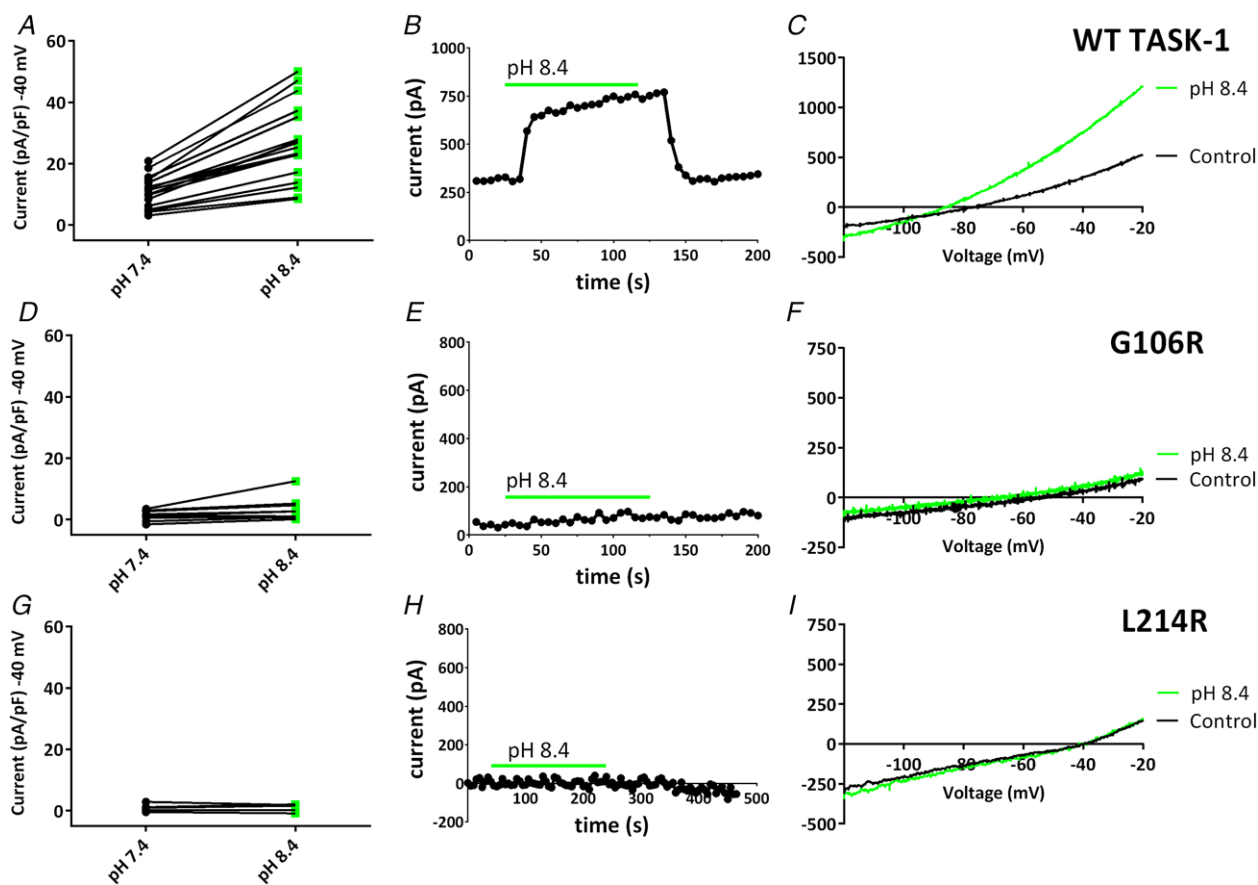 A
Current (pA/pF) -40 mV
60
40
20
0
pH 7.4
pH 8.4
B
current (pA)
1000
750
500
250
0
pH 8.4
0 50 100 150 200
time (s)
C
WT TASK-1
1500
1000
500
0
-500
-100 -80 -60 -40 -20
Voltage (mV)
pH 8.4
Control
D
Current (pA/pF) -40 mV
60
40
20
0
pH 7.4
pH 8.4
E
current (pA)
800
600
400
200
0
pH 8.4
0 50 100 150 200
time (s)
F
G106R
750
500
250
0
-250
-100 -80 -60 -40 -20
Voltage (mV)
pH 8.4
Control
G
Current (pA/pF) -40 mV
60
40
20
0
pH 7.4
pH 8.4
H
current (pA)
800
600
400
200
0
-200
pH 8.4
100 200 300 400 500
time (s)
I
L214R
750
500
250
0
-250
-500
-100 -80 -60 -40 -20
Voltage (mV)
pH 8.4
Control